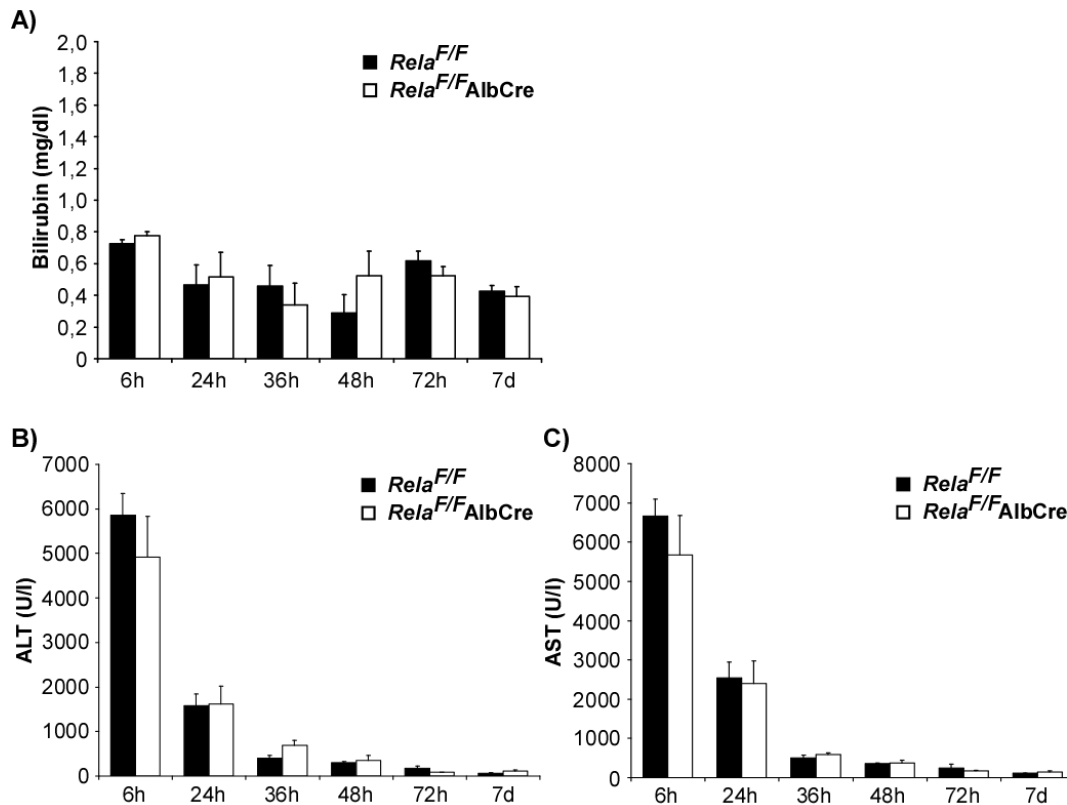 A)
Bilirubin (mg/dl)
2,0
1,8
1,6
1,4
1,2
1,0
0,8
0,6
0,4
0,2
0
Rela^F/F
Rela^F/F AlbCre
6h 24h 36h 48h 72h 7d
B)
ALT (U/l)
7000
6000
5000
4000
3000
2000
1000
0
Rela^F/F
Rela^F/F AlbCre
6h 24h 36h 48h 72h 7d
C)
AST (U/l)
8000
7000
6000
5000
4000
3000
2000
1000
0
Rela^F/F
Rela^F/F AlbCre
6h 24h 36h 48h 72h 7d